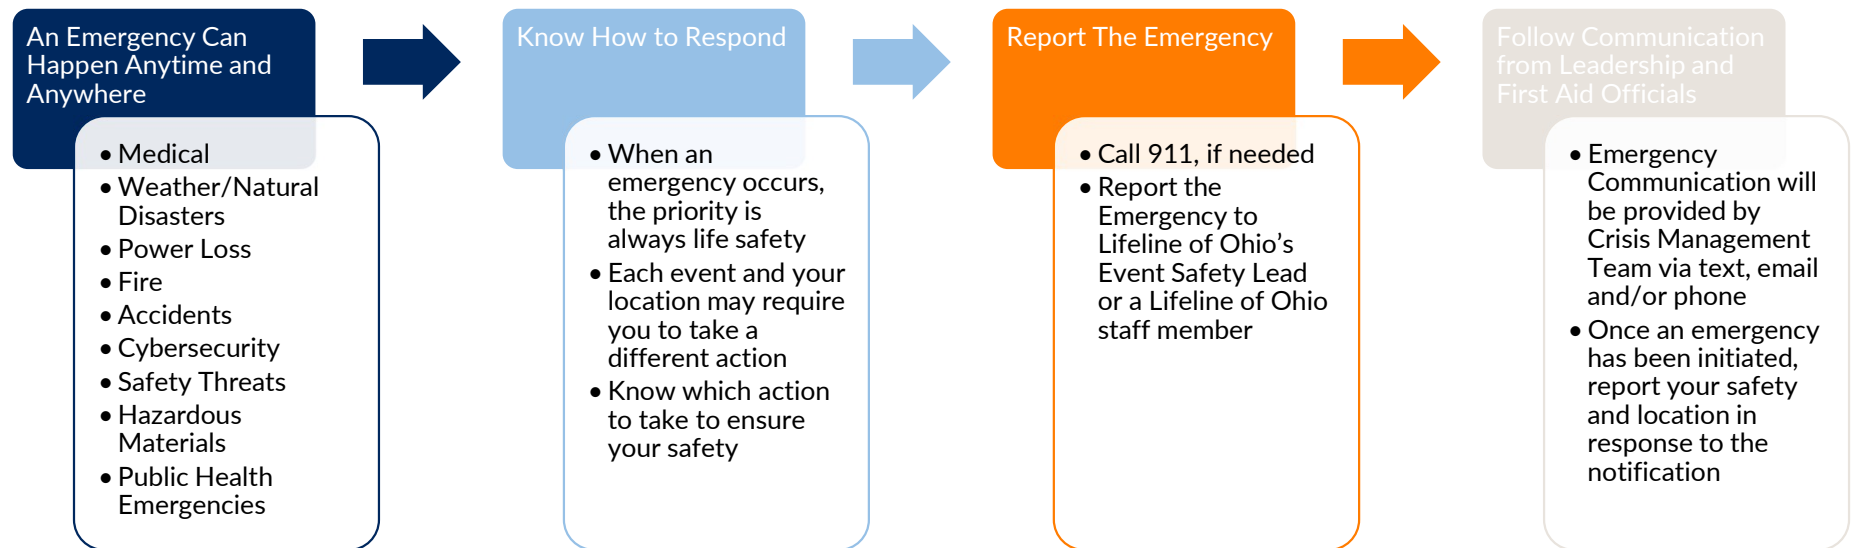 An Emergency Can
Happen Anytime and
Anywhere
• Medical
• Weather/Natural
Disasters
• Power Loss
• Fire
• Accidents
• Cybersecurity
• Safety Threats
• Hazardous
Materials
• Public Health
Emergencies
Know How to Respond
• When an
emergency occurs,
the priority is
always life safety
• Each event and your
location may require
you to take a
different action
• Know which action
to take to ensure
your safety
Report The Emergency
• Call 911, if needed
• Report the
Emergency to
Lifeline of Ohio’s
Event Safety Lead
or a Lifeline of Ohio
staff member
Follow Communication
from Leadership and
First Aid Officials
• Emergency
Communication will
be provided by
Crisis Management
Team via text, email
and/or phone
• Once an emergency
has been initiated,
report your safety
and location in
response to the
notification